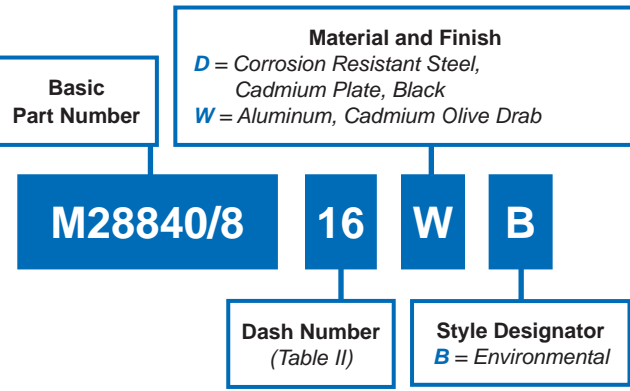 Material and Finish
D = Corrosion Resistant Steel,
Cadmium Plate, Black
W = Aluminum, Cadmium Olive Drab
Basic
Part Number
M28840/8 16 W B
Dash Number
(Table II)
Style Designator
B = Environmental